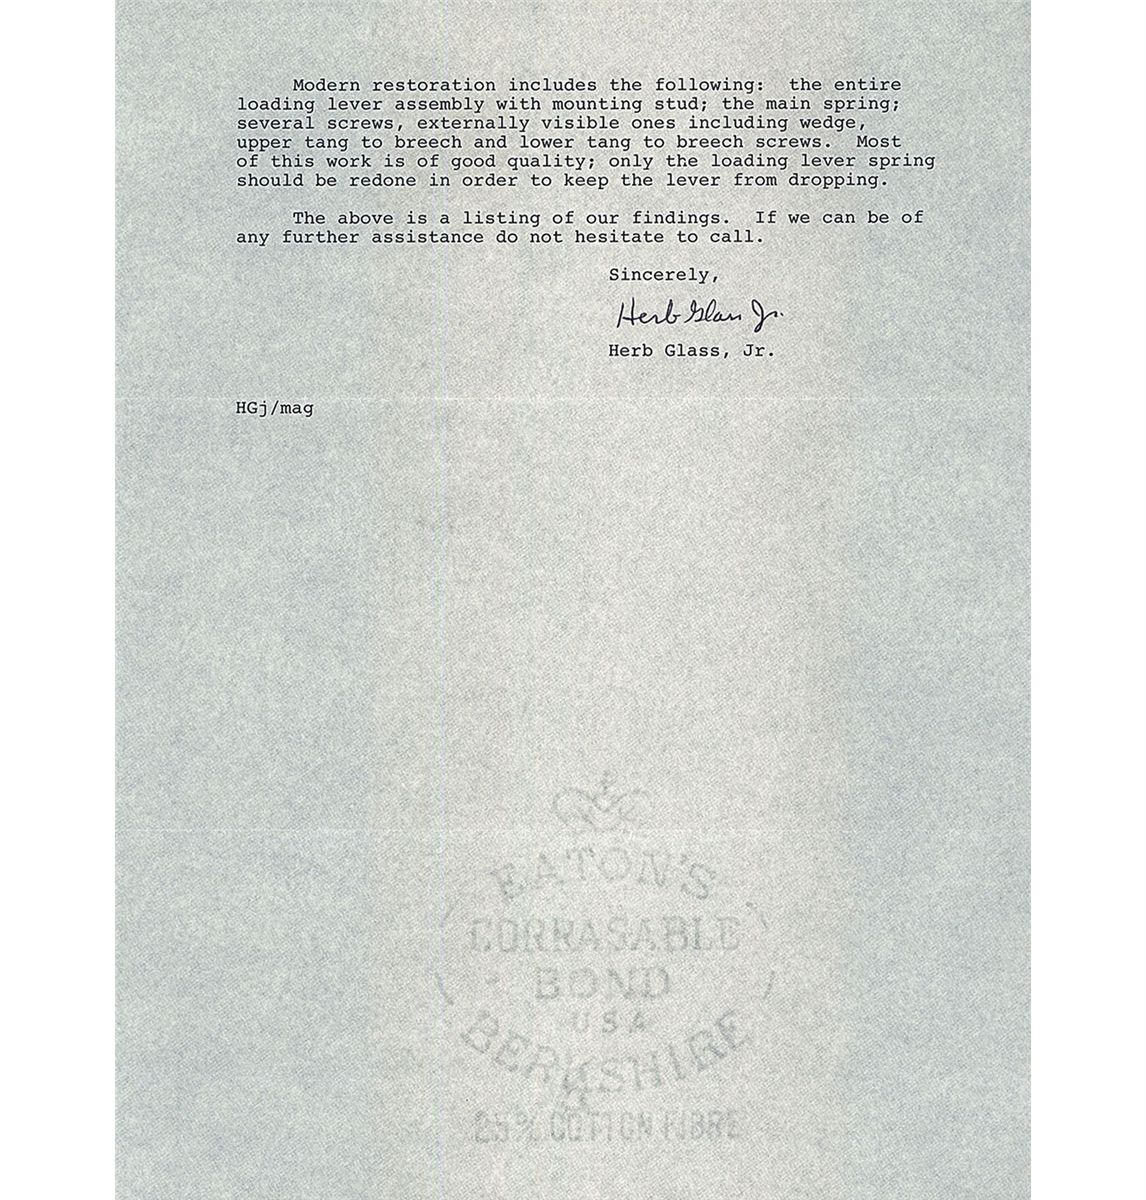 Modern restoration includes the following:  the entire
loading lever assembly with mounting stud; the main spring;
several screws, externally visible ones including wedge,
upper tang to breech and lower tang to breech screws.  Most
of this work is of good quality; only the loading lever spring
should be redone in order to keep the lever from dropping.
The above is a listing of our findings.  If we can be of
any further assistance do not hesitate to call.
Sincerely,
Herb Glass Jr.
Herb Glass, Jr.
HGj/mag
EATON'S
CORRASABLE
BOND
USA
BERKSHIRE
25% COTTON FIBRE